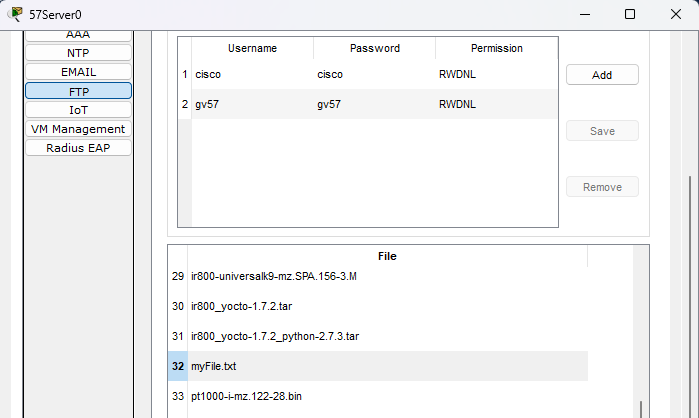 57Server0
AAA
NTP
EMAIL
FTP
IoT
VM Management
Radius EAP
Username Password Permission
1 cisco cisco RWDNL
2 gv57 gv57 RWDNL
Add
Save
Remove
File
29 ir800-universalk9-mz.SPA.156-3.M
30 ir800_yocto-1.7.2.tar
31 ir800_yocto-1.7.2_python-2.7.3.tar
32 myFile.txt
33 pt1000-i-mz.122-28.bin